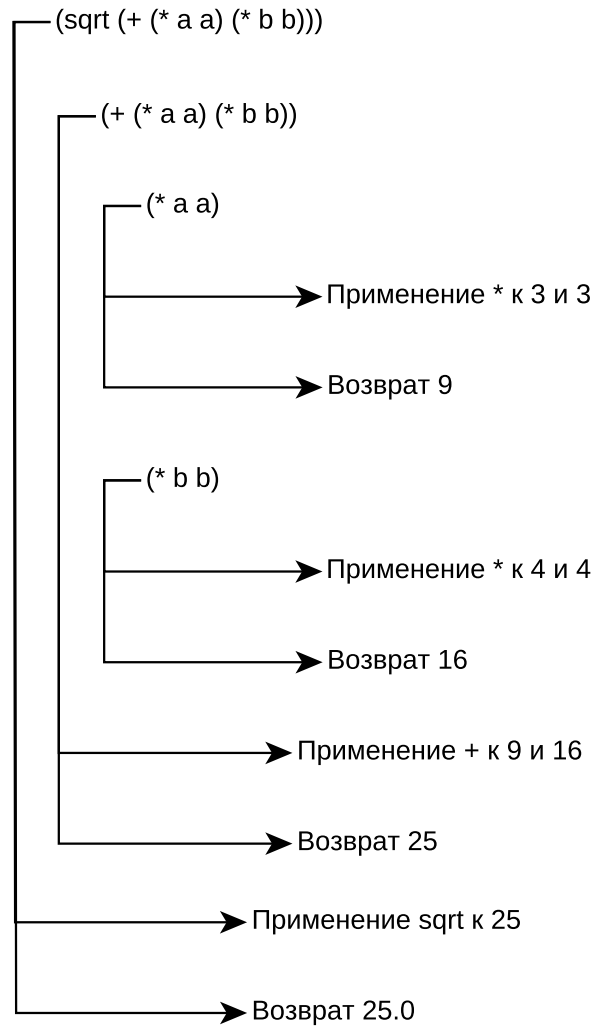 (sqrt (+ (* a a) (* b b)))
(+ (* a a) (* b b))
(* a a)
Применение * к 3 и 3
Возврат 9
(* b b)
Применение * к 4 и 4
Возврат 16
Применение + к 9 и 16
Возврат 25
Применение sqrt к 25
Возврат 25.0